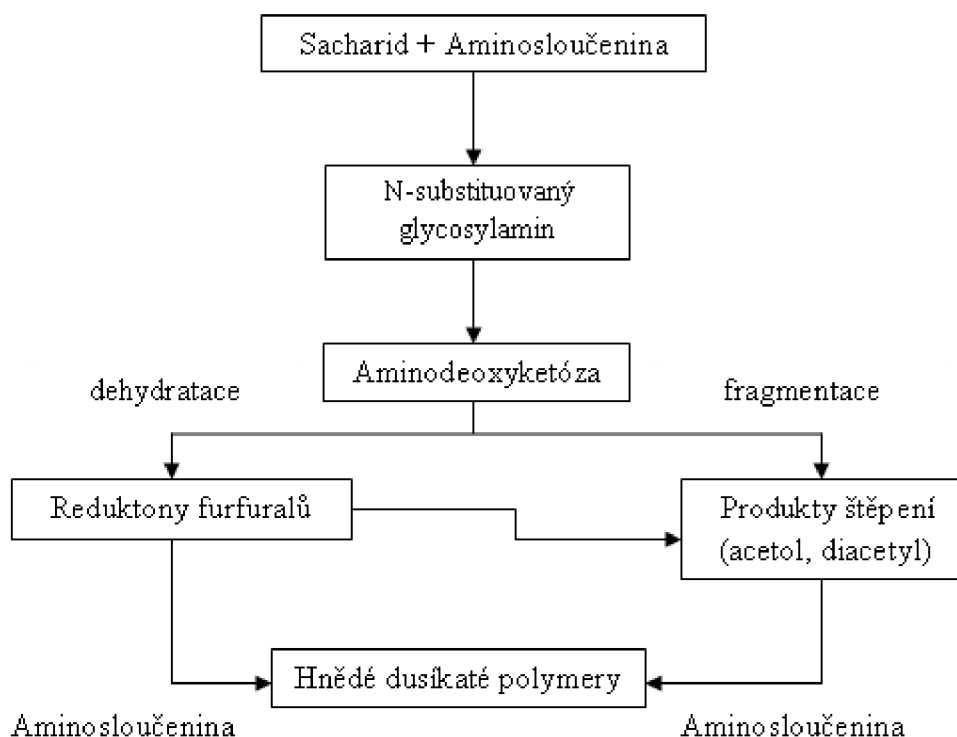 Sacharid + Aminosloučenina
N-substituovaný
glycosylamin
Aminodeoxyketóza
dehydratace
fragmentace
Reduktony furfuralů
Produkty štěpení
(acetol, diacetyl)
Hnědé dusíkaté polymery
Aminosloučenina
Aminosloučenina